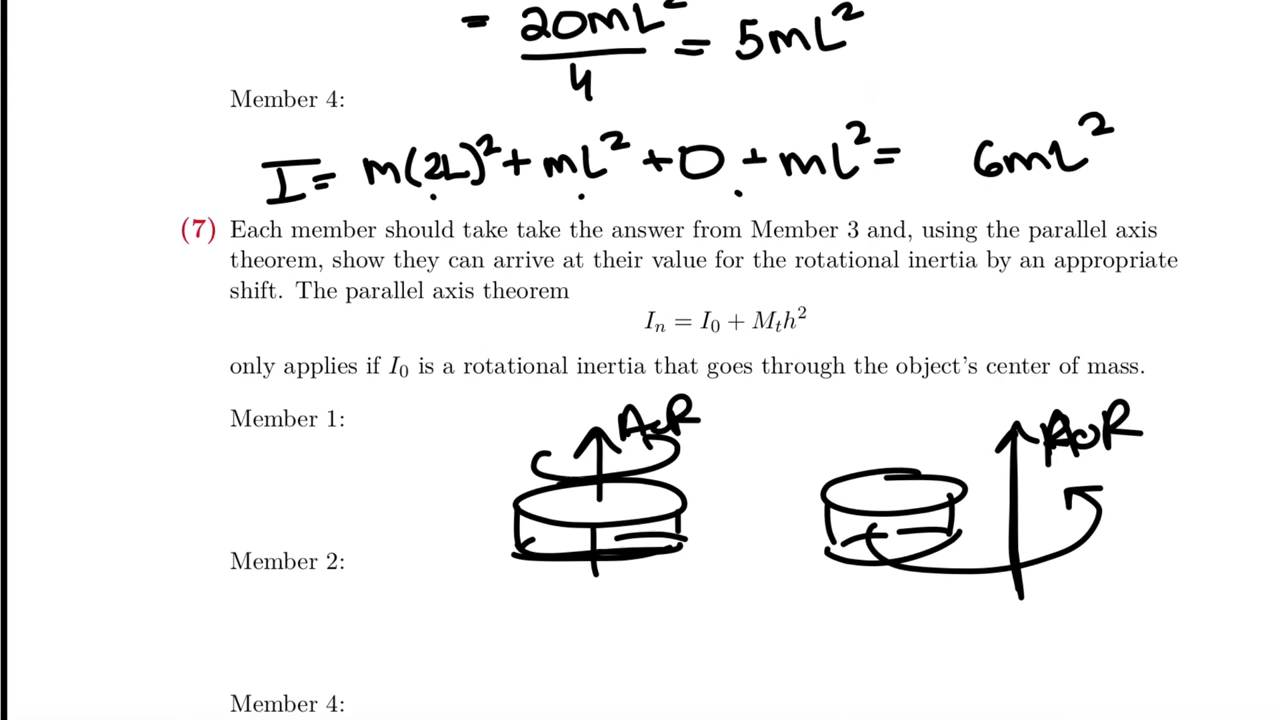 = 20mL² / 4 = 5mL²
Member 4:
I = m(2L)² + mL² + 0 + mL² = 6mL²
(7) Each member should take take the answer from Member 3 and, using the parallel axis
theorem, show they can arrive at their value for the rotational inertia by an appropriate
shift. The parallel axis theorem
Iₙ = I₀ + Mₜh²
only applies if I₀ is a rotational inertia that goes through the object's center of mass.
Member 1:
AoR
AoR
Member 2:
Member 4: